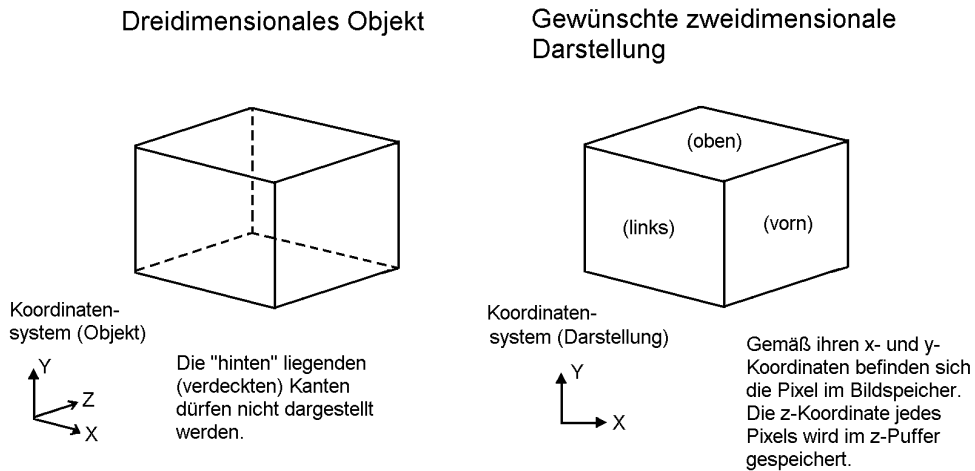 Dreidimensionales Objekt
Gewünschte zweidimensionale
Darstellung
(oben)
(links)
(vorn)
Koordinaten-
system (Objekt)
Y
Z
X
Die "hinten" liegenden
(verdeckten) Kanten
dürfen nicht dargestellt
werden.
Koordinaten-
system (Darstellung)
Y
X
Gemäß ihren x- und y-
Koordinaten befinden sich
die Pixel im Bildspeicher.
Die z-Koordinate jedes
Pixels wird im z-Puffer
gespeichert.